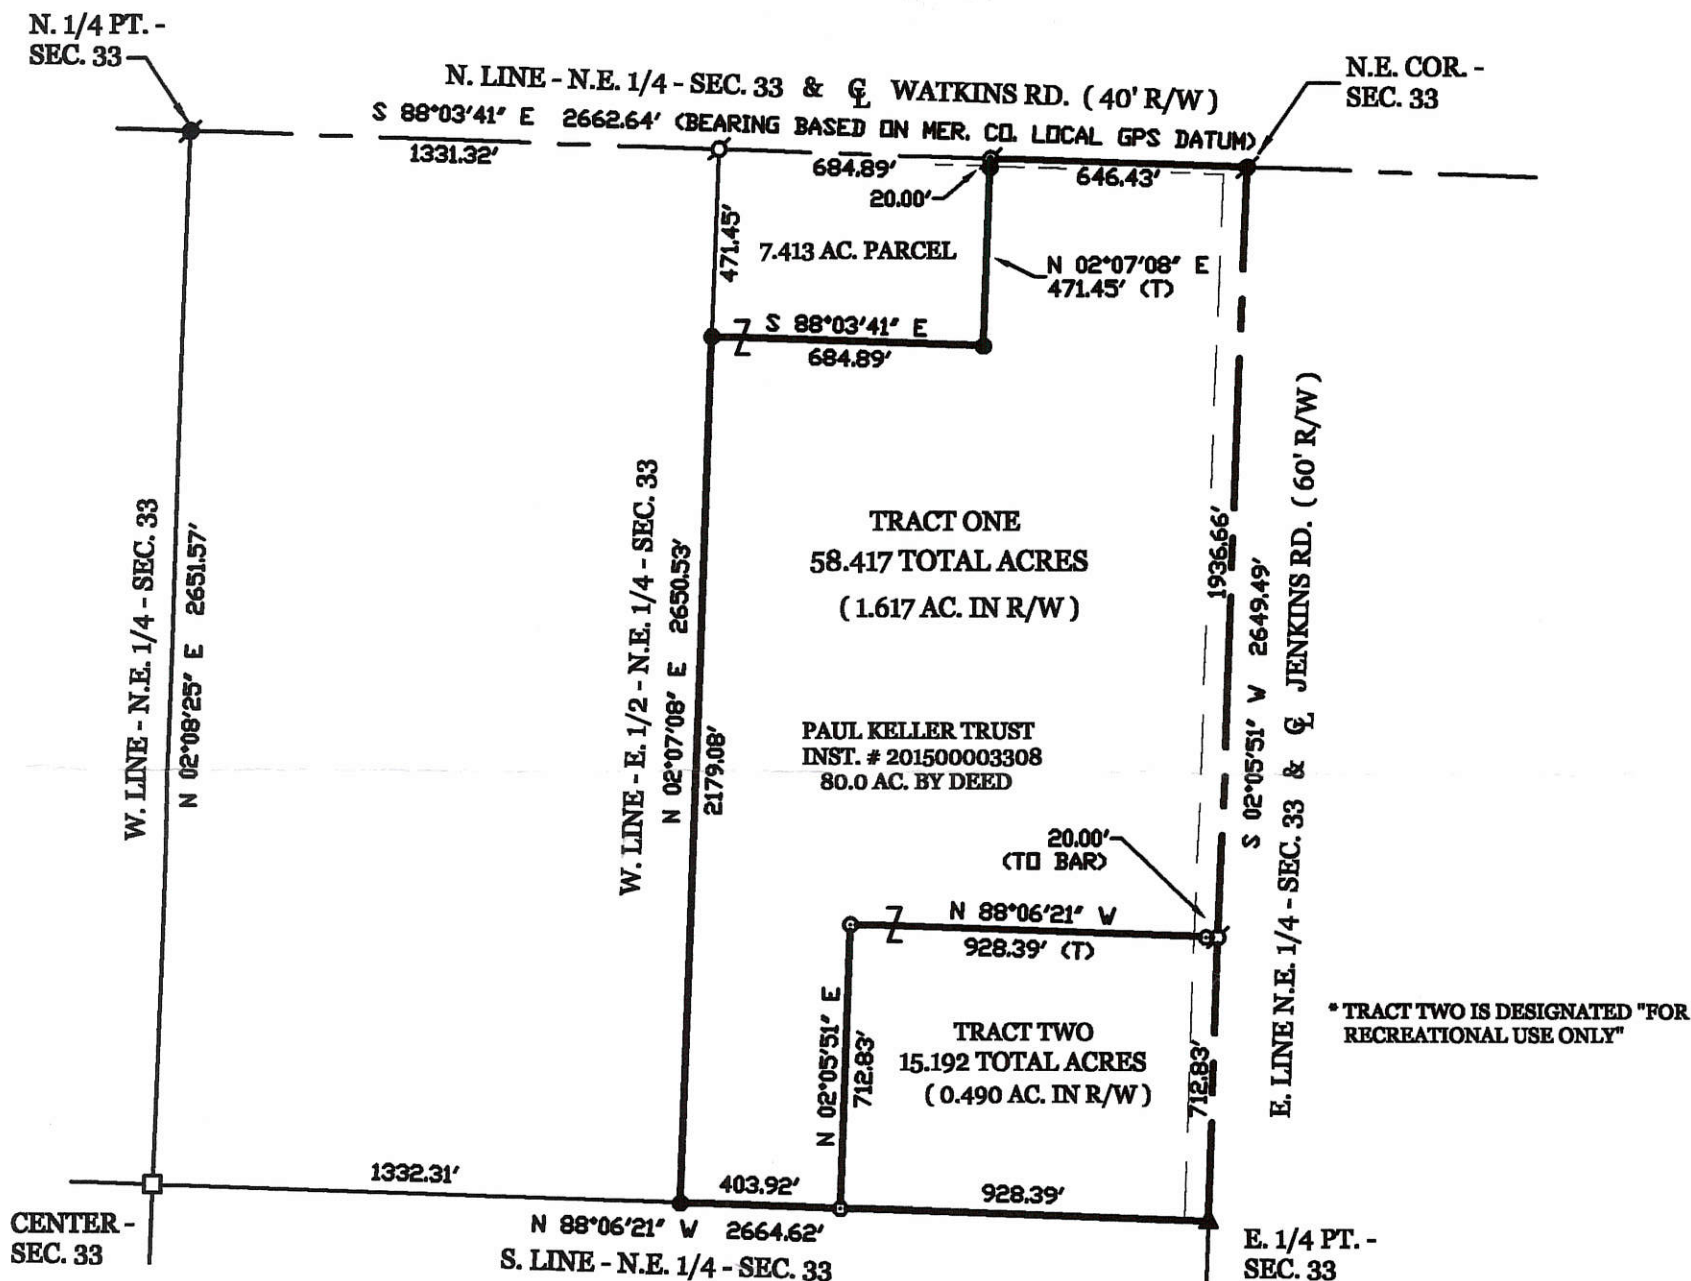 N. 1/4 PT. -
SEC. 33
N. LINE - N.E. 1/4 - SEC. 33 & ℄ WATKINS RD. ( 40' R/W )
S 88°03'41" E 2662.64' (BEARING BASED ON MER. CO. LOCAL GPS DATUM)
N.E. COR. -
SEC. 33
1331.32'
684.89'
646.43'
20.00'
471.45'
7.413 AC. PARCEL
N 02°07'08" E
471.45' (T)
S 88°03'41" E
684.89'
W. LINE - N.E. 1/4 - SEC. 33
N 02°08'25" E 2651.57'
W. LINE - E. 1/2 - N.E. 1/4 - SEC. 33
N 02°07'08" E 2650.53'
2179.08'
TRACT ONE
58.417 TOTAL ACRES
( 1.617 AC. IN R/W )
1936.66'
S 02°05'51" W 2649.49'
E. LINE N.E. 1/4 - SEC. 33 & ℄ JENKINS RD. ( 60' R/W )
PAUL KELLER TRUST
INST. # 201500003308
80.0 AC. BY DEED
20.00'
(TO BAR)
N 88°06'21" W
928.39' (T)
N 02°05'51" E
712.83'
TRACT TWO
15.192 TOTAL ACRES
( 0.490 AC. IN R/W )
712.83'
* TRACT TWO IS DESIGNATED "FOR
RECREATIONAL USE ONLY"
1332.31'
403.92'
928.39'
CENTER -
SEC. 33
N 88°06'21" W 2664.62'
S. LINE - N.E. 1/4 - SEC. 33
E. 1/4 PT. -
SEC. 33